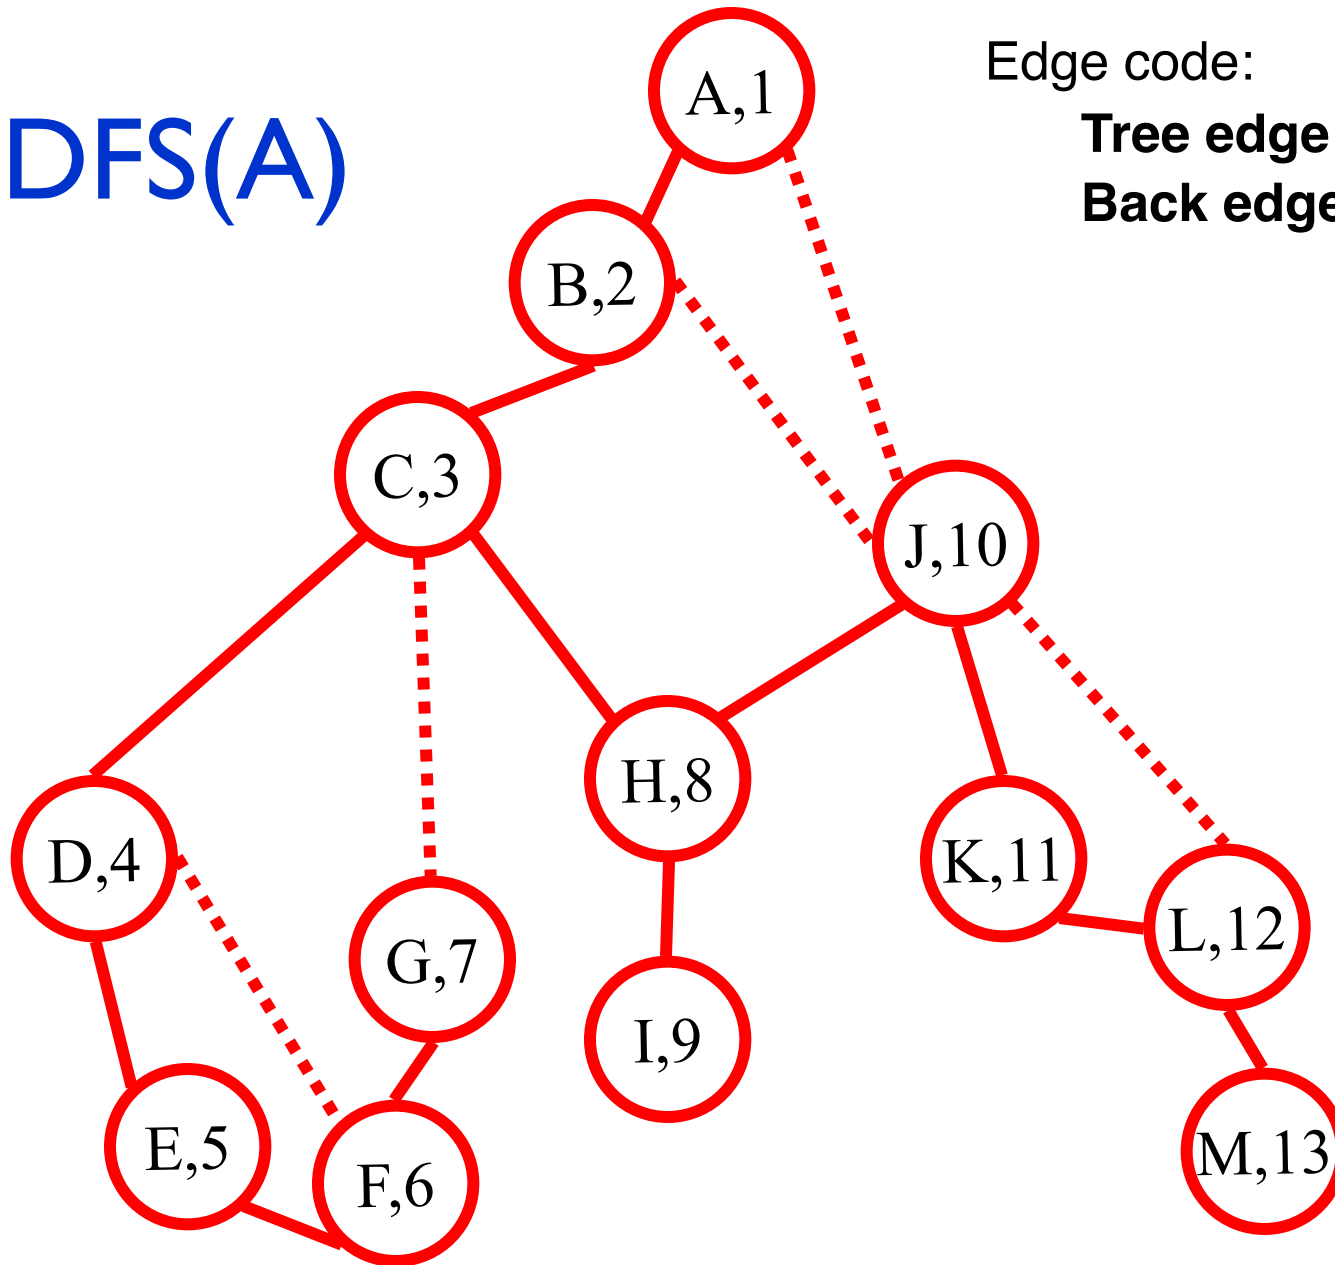 DFS(A)
Edge code:
Tree edge
Back edge
A,1
B,2
C,3
J,10
H,8
D,4
K,11
L,12
G,7
I,9
E,5
F,6
M,13